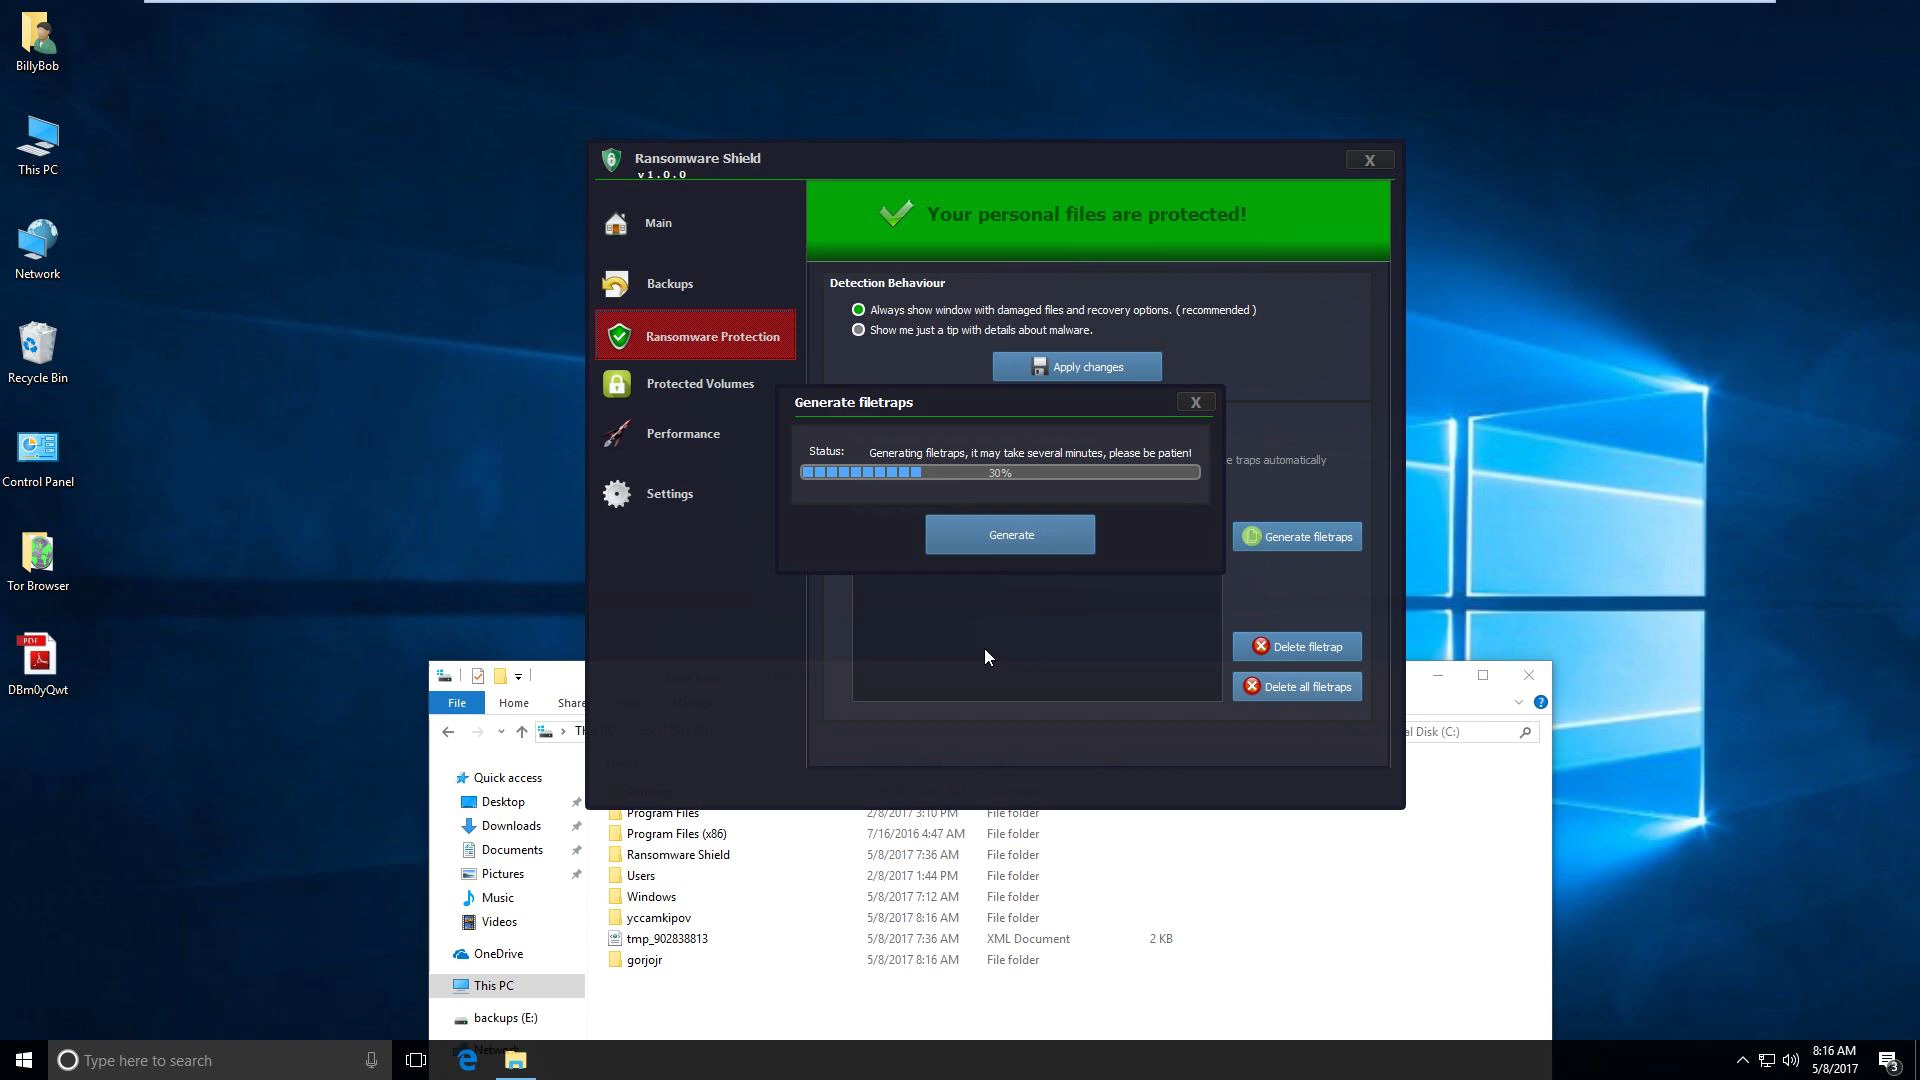 BillyBob
This PC
Network
Recycle Bin
Control Panel
Tor Browser
PDF
DBm0yQwt
Ransomware Shield
v1.0.0
X
Main
Backups
Ransomware Protection
Protected Volumes
Performance
Settings
Your personal files are protected!
Detection Behaviour
Always show window with damaged files and recovery options. ( recommended )
Show me just a tip with details about malware.
Apply changes
Generate filetraps
X
Status: Generating filetraps, it may take several minutes, please be patient
30%
Generate
e traps automatically
Generate filetraps
Delete filetrap
Delete all filetraps
File Home Share
Th
al Disk (C:)
Quick access
Desktop
Downloads
Documents
Pictures
Music
Videos
OneDrive
This PC
backups (E:)
Network
Program Files 2/8/2017 3:10 PM File folder
Program Files (x86) 7/16/2016 4:47 AM File folder
Ransomware Shield 5/8/2017 7:36 AM File folder
Users 2/8/2017 1:44 PM File folder
Windows 5/8/2017 7:12 AM File folder
yccamkipov 5/8/2017 8:16 AM File folder
tmp_902838813 5/8/2017 7:36 AM XML Document 2 KB
gorjojr 5/8/2017 8:16 AM File folder
Type here to search
8:16 AM
5/8/2017
3